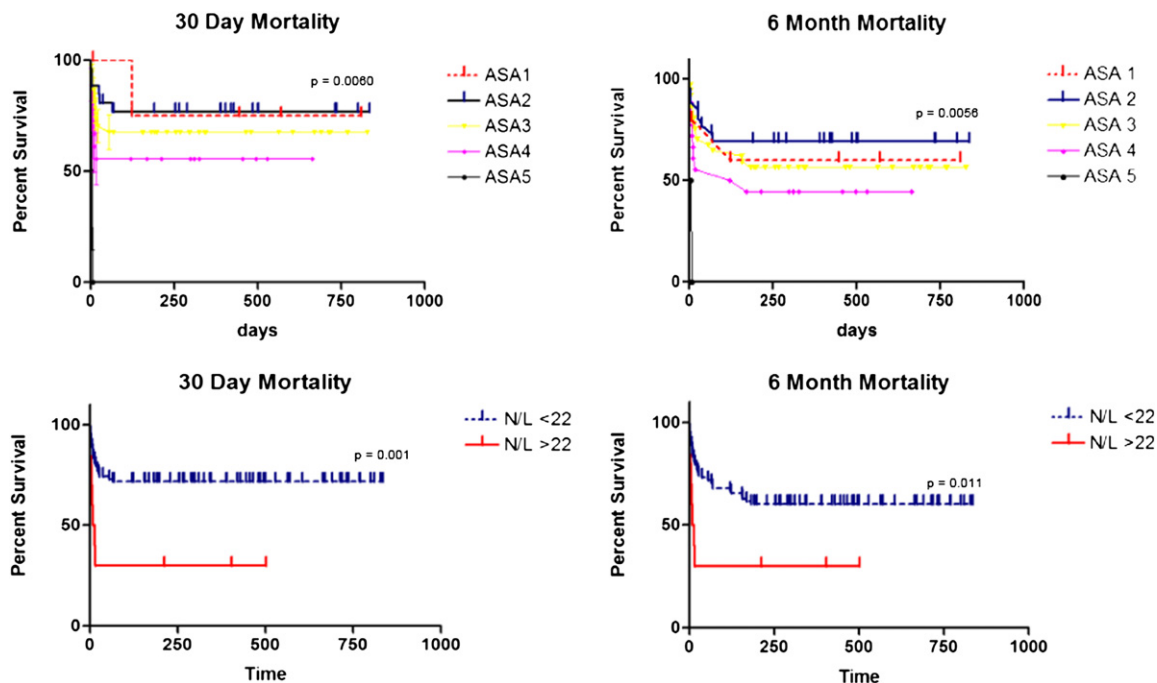 30 Day Mortality
Percent Survival
100
50
0
0 250 500 750 1000
days
p = 0.0060
ASA1
ASA2
ASA3
ASA4
ASA5
6 Month Mortality
Percent Survival
100
50
0
0 250 500 750 1000
days
p = 0.0056
ASA 1
ASA 2
ASA 3
ASA 4
ASA 5
30 Day Mortality
Percent Survival
100
50
0
0 250 500 750 1000
Time
p = 0.001
N/L <22
N/L >22
6 Month Mortality
Percent Survival
100
50
0
0 250 500 750 1000
Time
p = 0.011
N/L <22
N/L >22